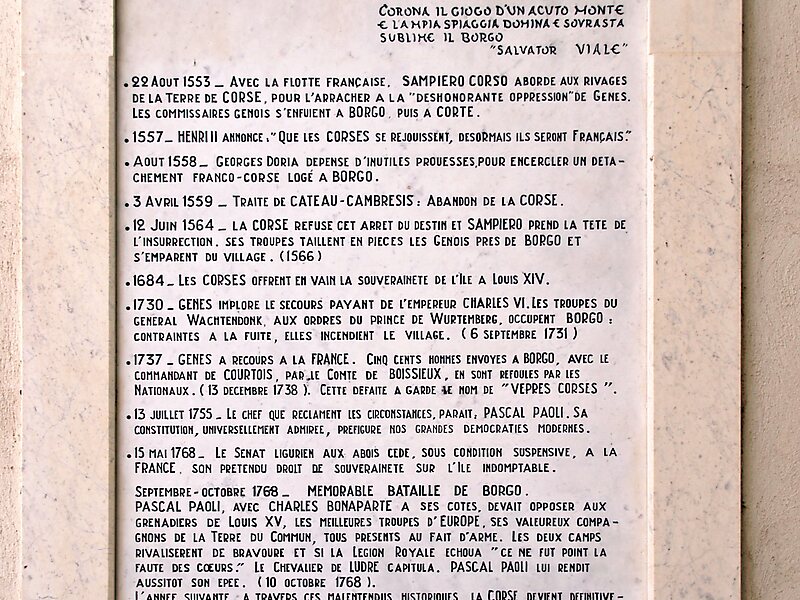 CORONA IL GIOGO D'UN ACUTO MONTE
E L'AMPIA SPIAGGIA DOMINA E SOVRASTA
SUBLIME IL BORGO
"SALVATOR VIALE"
• 22 AOUT 1553 _ AVEC LA FLOTTE FRANÇAISE, SAMPIERO CORSO ABORDE AUX RIVAGES
DE LA TERRE DE CORSE, POUR L'ARRACHER A LA "DESHONORANTE OPPRESSION" DE GENES.
LES COMMISSAIRES GENOIS S'ENFUIENT A BORGO, PUIS A CORTE.
• 1557 _ HENRI II ANNONCE: "QUE LES CORSES SE REJOUISSENT, DESORMAIS ILS SERONT FRANÇAIS."
• AOUT 1558 _ GEORGES DORIA DEPENSE D'INUTILES PROUESSES, POUR ENCERCLER UN DETA-
CHEMENT FRANCO-CORSE LOGÉ A BORGO.
• 3 AVRIL 1559 _ TRAITE DE CATEAU-CAMBRESIS: ABANDON DE LA CORSE.
• 12 JUIN 1564 _ LA CORSE REFUSE CET ARRET DU DESTIN ET SAMPIERO PREND LA TETE DE
L'INSURRECTION. SES TROUPES TAILLENT EN PIECES LES GENOIS PRES DE BORGO ET
S'EMPARENT DU VILLAGE. (1566)
• 1684 _ LES CORSES OFFRENT EN VAIN LA SOUVERAINETE DE L'ÎLE A LOUIS XIV.
• 1730 _ GENES IMPLORE LE SECOURS PAYANT DE L'EMPEREUR CHARLES VI. LES TROUPES DU
GENERAL WACHTENDONK, AUX ORDRES DU PRINCE DE WURTEMBERG, OCCUPENT BORGO:
CONTRAINTES A LA FUITE, ELLES INCENDIENT LE VILLAGE. (6 SEPTEMBRE 1731)
• 1737 _ GENES A RECOURS A LA FRANCE. CINQ CENTS HOMMES ENVOYES A BORGO, AVEC LE
COMMANDANT DE COURTOIS, PAR LE COMTE DE BOISSIEUX, EN SONT REFOULES PAR LES
NATIONAUX. (13 DECEMBRE 1738). CETTE DEFAITE A GARDE LE NOM DE "VEPRES CORSES".
• 13 JUILLET 1755 _ LE CHEF QUE RECLAMENT LES CIRCONSTANCES, PARAIT: PASCAL PAOLI. SA
CONSTITUTION, UNIVERSELLEMENT ADMIREE, PREFIGURE NOS GRANDES DEMOCRATIES MODERNES.
• 15 MAI 1768 _ LE SENAT LIGURIEN AUX ABOIS CEDE, SOUS CONDITION SUSPENSIVE, A LA
FRANCE, SON PRETENDU DROIT DE SOUVERAINETE SUR L'ÎLE INDOMPTABLE.
SEPTEMBRE-OCTOBRE 1768 _ MEMORABLE BATAILLE DE BORGO.
PASCAL PAOLI, AVEC CHARLES BONAPARTE A SES COTES, DEVAIT OPPOSER AUX
GRENADIERS DE LOUIS XV, LES MEILLEURES TROUPES D'EUROPE, SES VALEUREUX COMPA-
GNONS DE LA TERRE DU COMMUN, TOUS PRESENTS AU FAIT D'ARME. LES DEUX CAMPS
RIVALISERENT DE BRAVOURE ET SI LA LEGION ROYALE ECHOUA "CE NE FUT POINT LA
FAUTE DES CŒURS." LE CHEVALIER DE LUDRE CAPITULA. PASCAL PAOLI LUI RENDIT
AUSSITOT SON EPEE. (10 OCTOBRE 1768).
L'ANNEE SUIVANTE, A TRAVERS CES MALENTENDUS HISTORIQUES, LA CORSE DEVIENT DEFINITIVE-